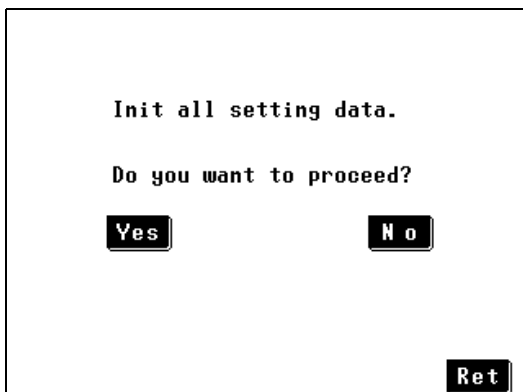 Init all setting data.
Do you want to proceed?
Yes No
Ret